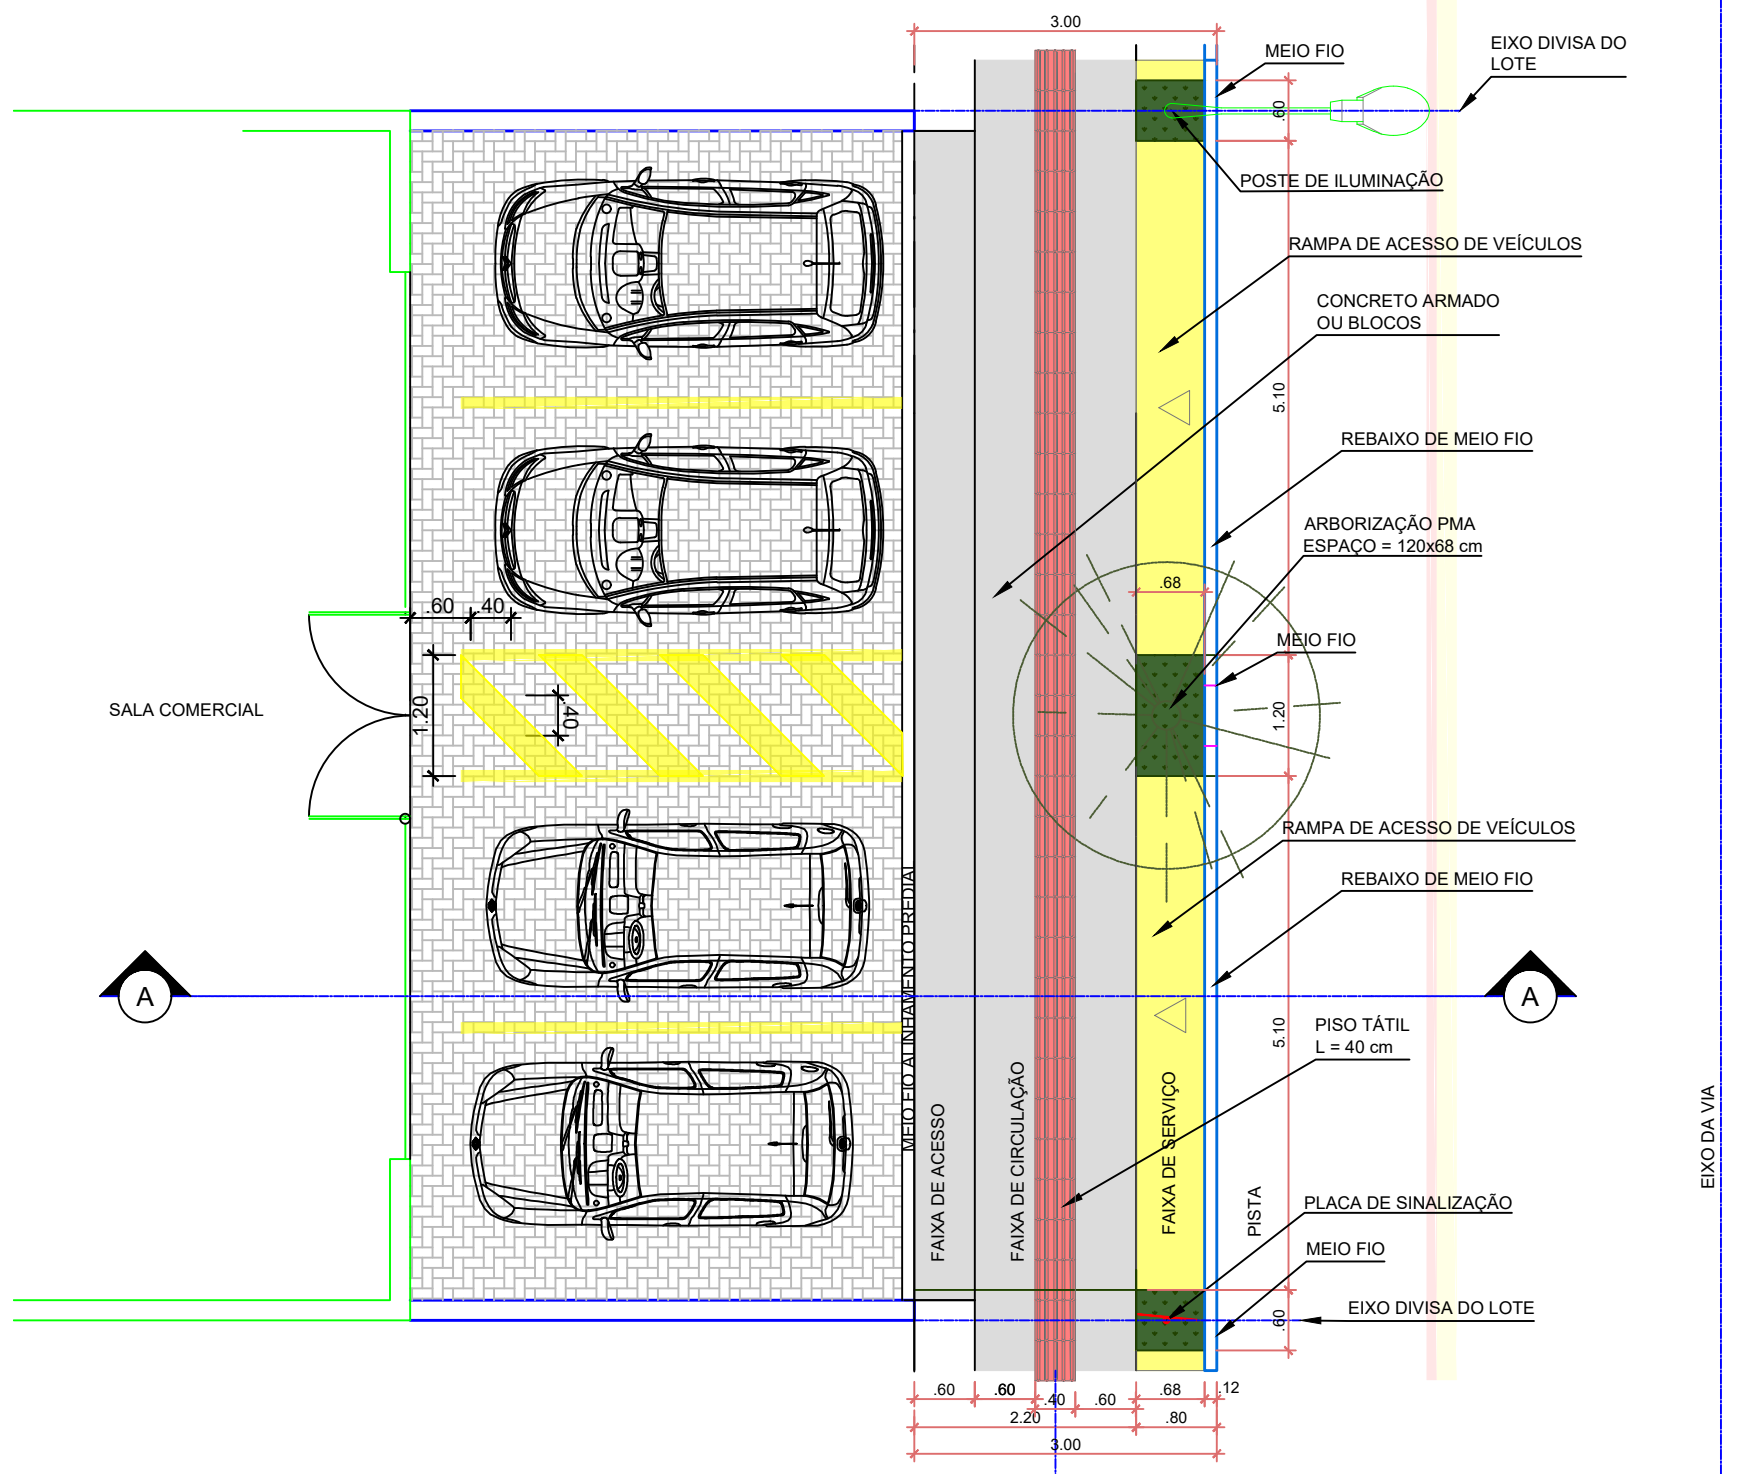 3.00
MEIO FIO
EIXO DIVISA DO
LOTE
.60
POSTE DE ILUMINAÇÃO
RAMPA DE ACESSO DE VEÍCULOS
CONCRETO ARMADO
OU BLOCOS
5.10
REBAIXO DE MEIO FIO
ARBORIZAÇÃO PMA
ESPAÇO = 120x68 cm
.68
.60
.40
MEIO FIO
1.20
.40
1.20
SALA COMERCIAL
RAMPA DE ACESSO DE VEÍCULOS
REBAIXO DE MEIO FIO
MEIO FIO ALINHAMENTO PREDIAL
A
A
5.10
PISO TÁTIL
L = 40 cm
FAIXA DE ACESSO
FAIXA DE CIRCULAÇÃO
FAIXA DE SERVIÇO
PISTA
EIXO DA VIA
PLACA DE SINALIZAÇÃO
MEIO FIO
EIXO DIVISA DO LOTE
.60
.60
.60
.40
.60
.68
.12
2.20
.80
3.00